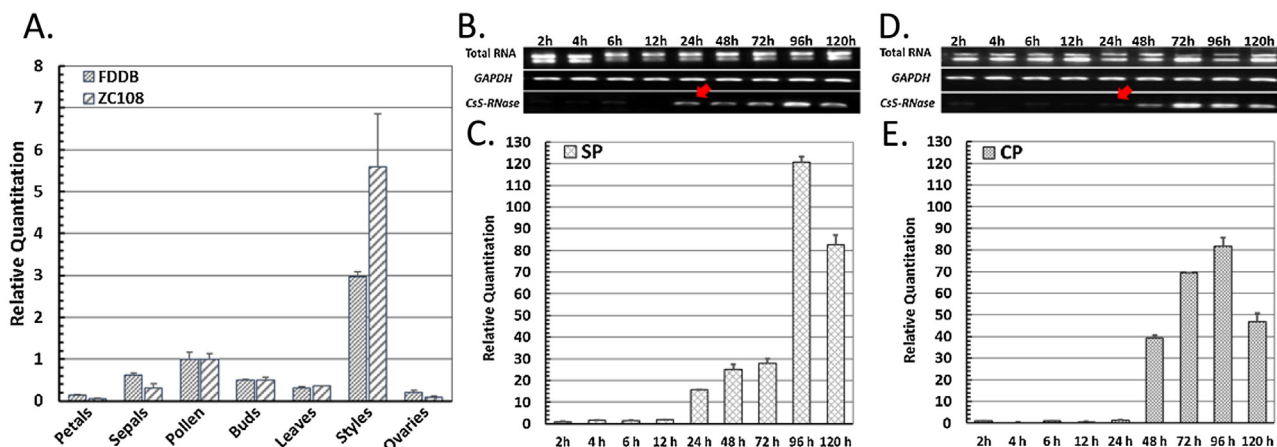 A.
Relative Quantitation
8
7
6
5
4
3
2
1
0
FDDB
ZC108
Petals
Sepals
Pollen
Buds
Leaves
Styles
Ovaries
B.
2h 4h 6h 12h 24h 48h 72h 96h 120h
Total RNA
GAPDH
CsS-RNase
C.
SP
Relative Quantitation
130
120
110
100
90
80
70
60
50
40
30
20
10
0
2h 4 h 6 h 12 h 24 h 48 h 72 h 96 h 120 h
D.
2h 4h 6h 12h 24h 48h 72h 96h 120h
Total RNA
GAPDH
CsS-RNase
E.
CP
Relative Quantitation
130
120
110
100
90
80
70
60
50
40
30
20
10
0
2h 4 h 6 h 12 h 24 h 48 h 72 h 96 h 120 h